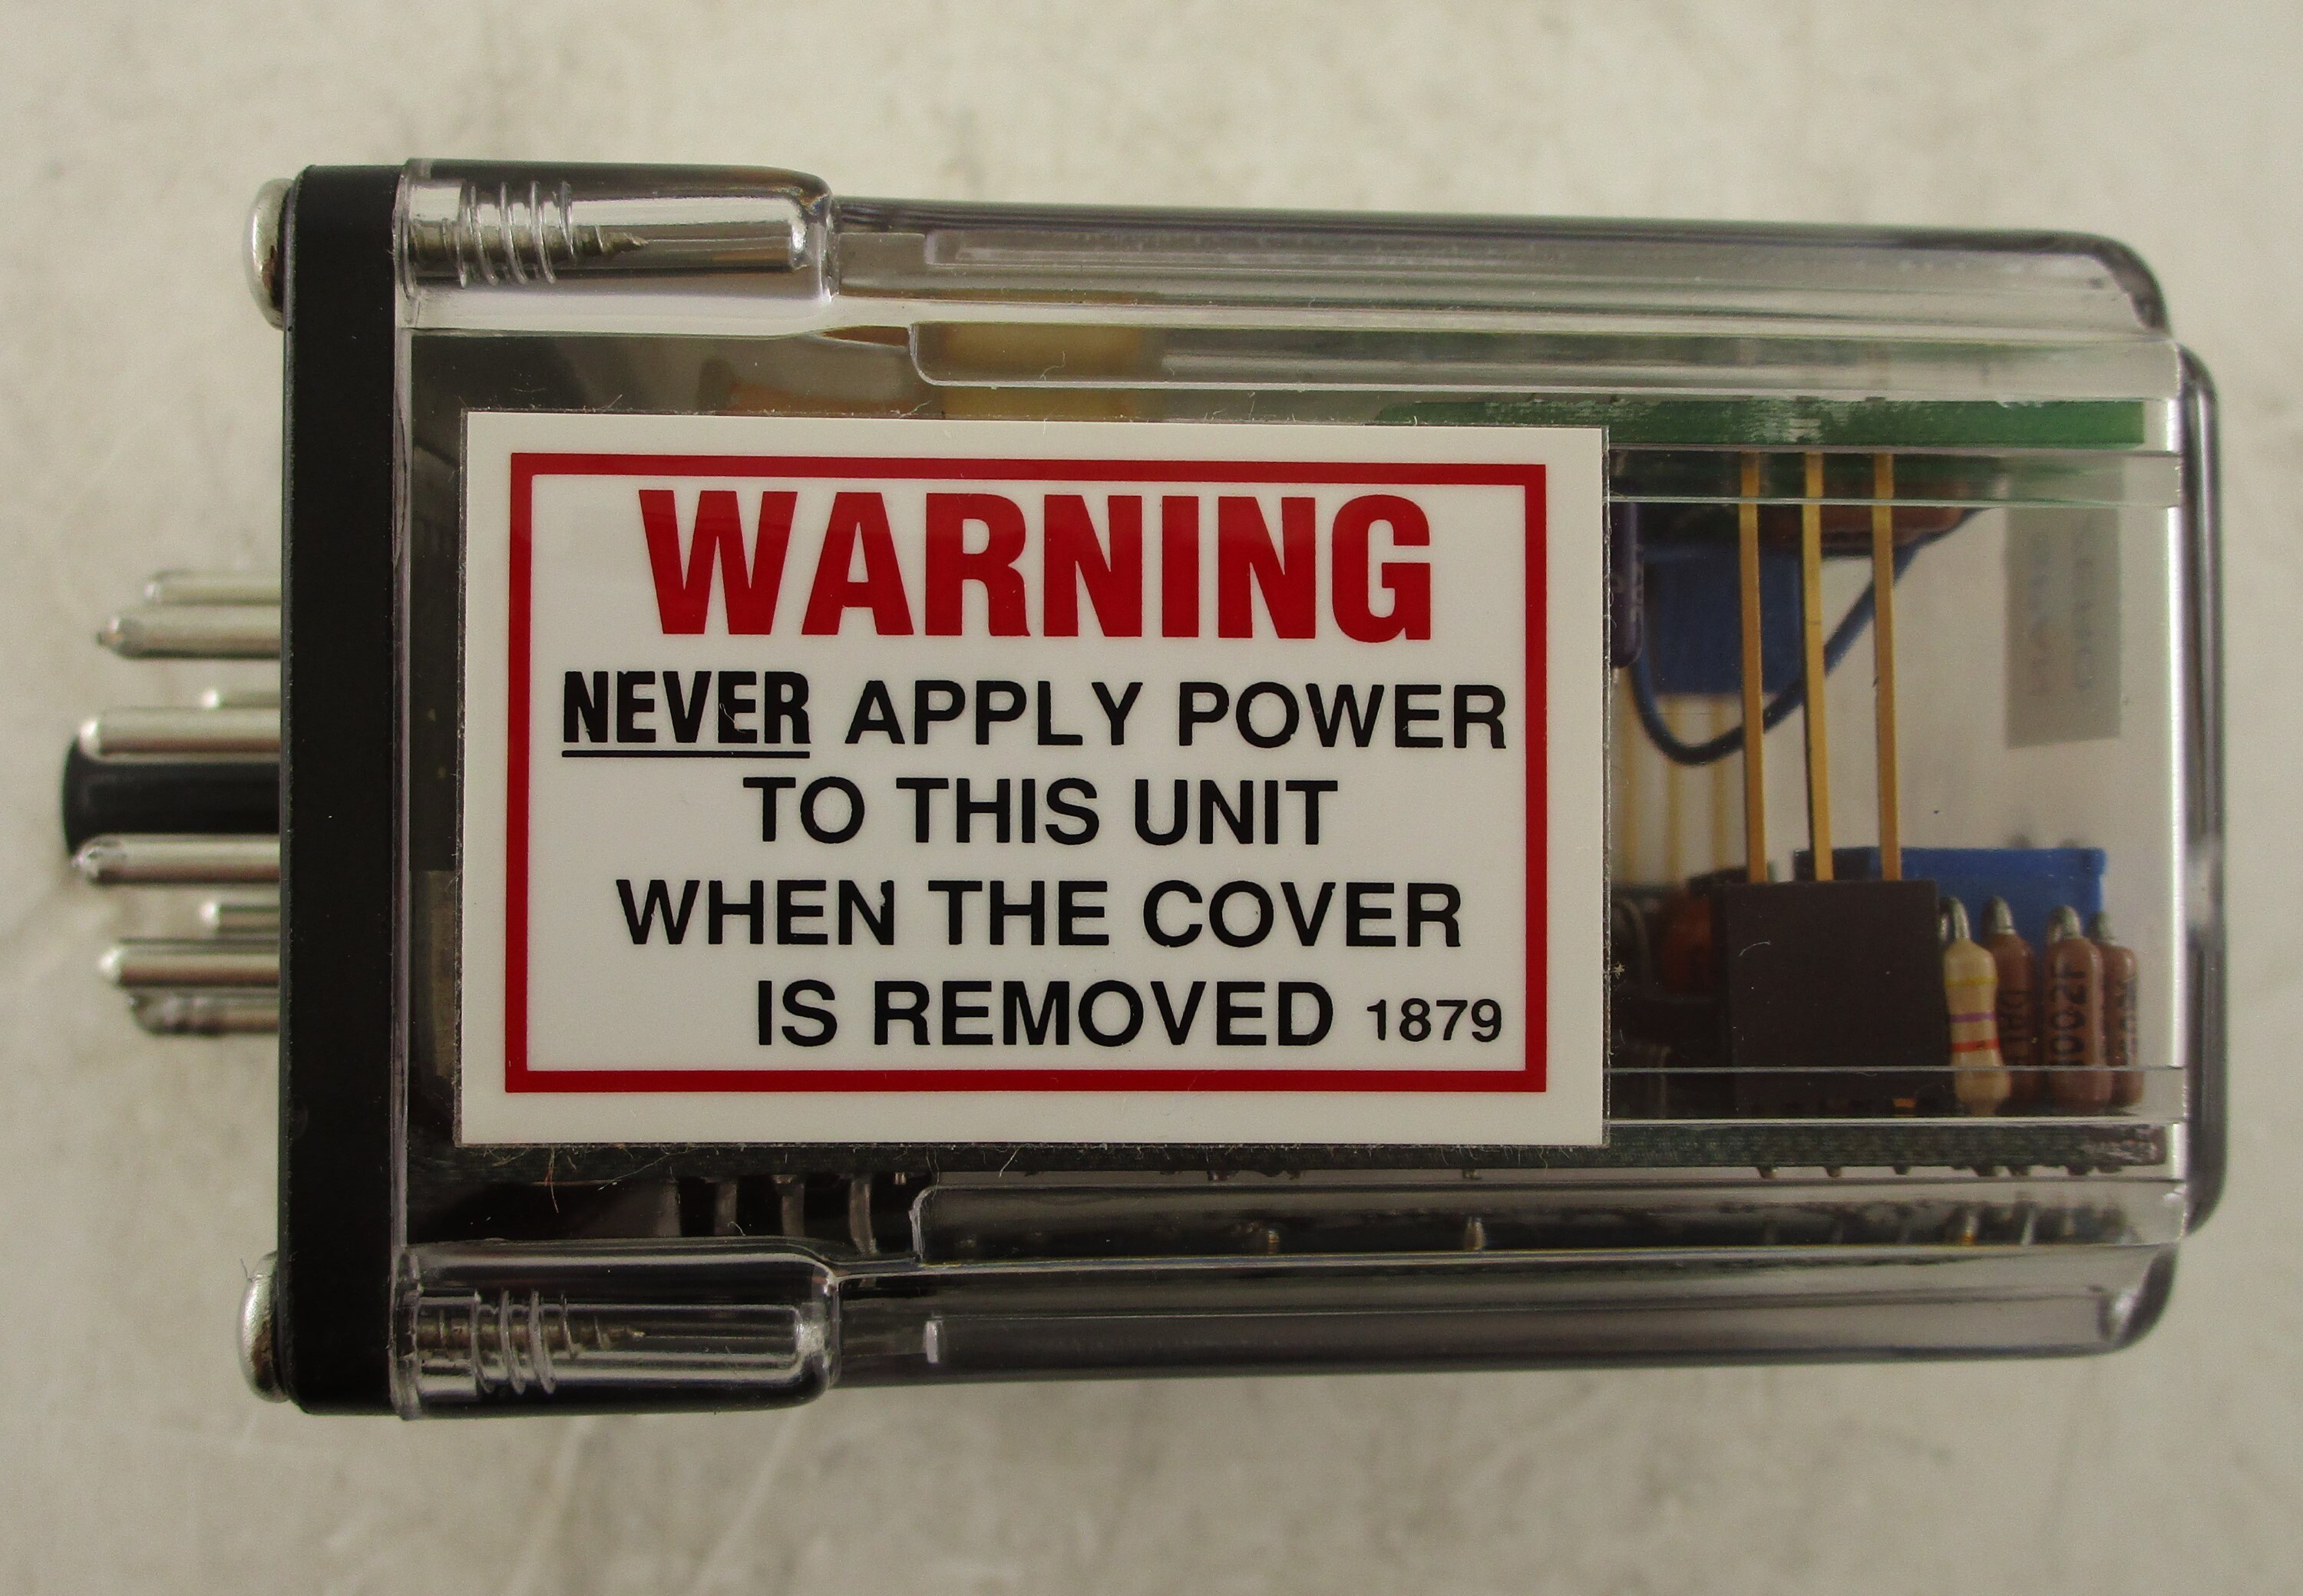 WARNING
NEVER APPLY POWER
TO THIS UNIT
WHEN THE COVER
IS REMOVED 1879